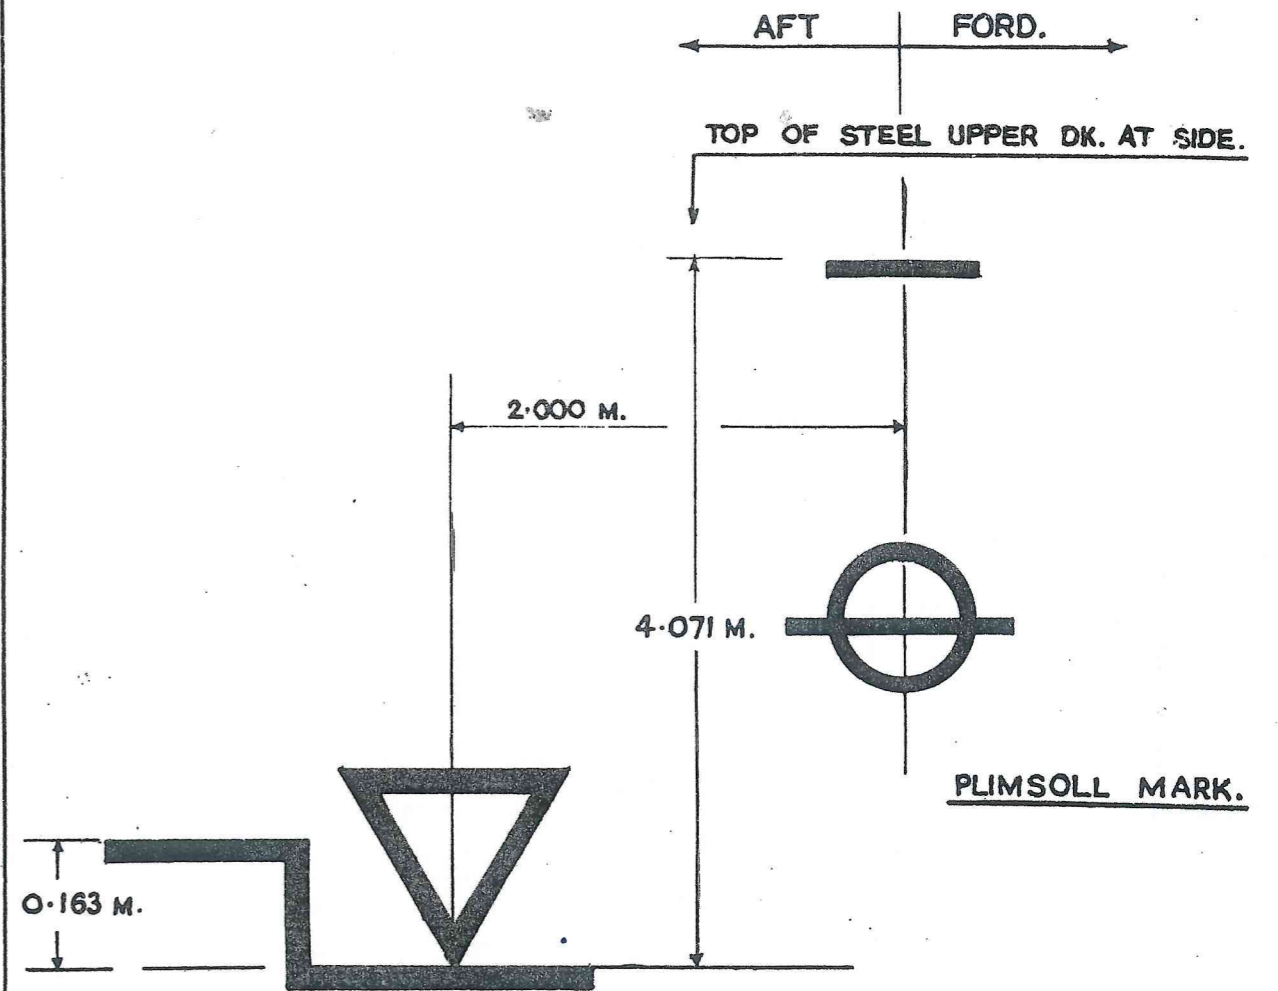 AFT FORD.
TOP OF STEEL UPPER DK. AT SIDE.
2·000 M.
4·071 M.
PLIMSOLL MARK.
0·163 M.